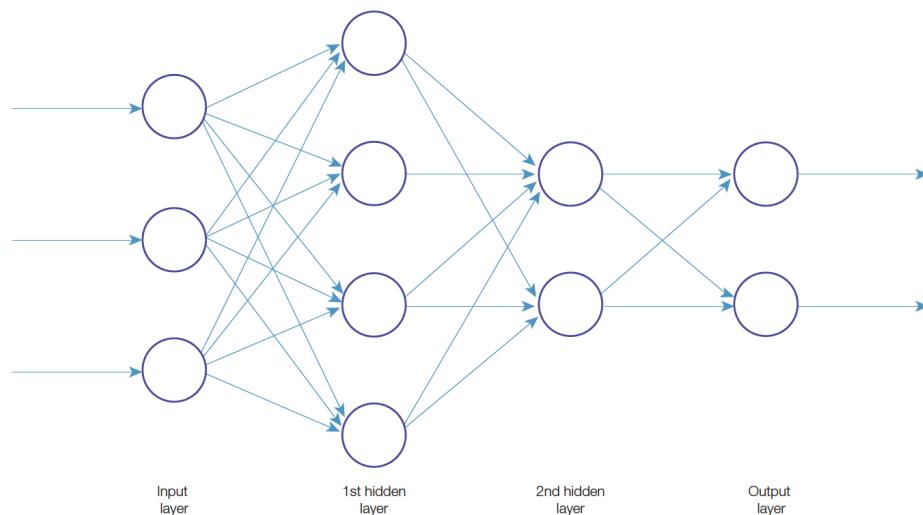 Input
layer
1st hidden
layer
2nd hidden
layer
Output
layer